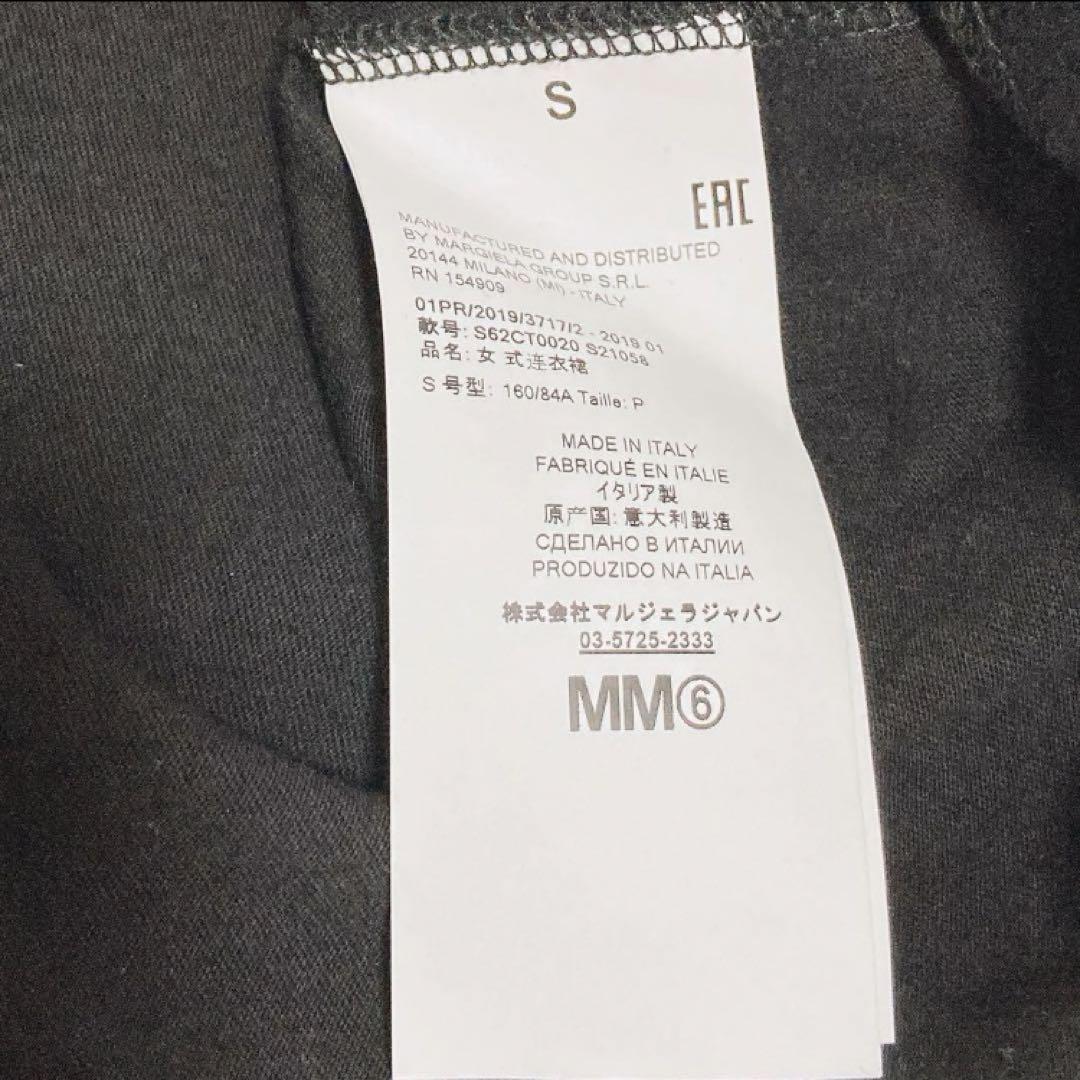 S
EAC
MANUFACTURED AND DISTRIBUTED
BY MARGIELA GROUP S.R.L.
20144 MILANO (MI) - ITALY
RN 154909
01PR/2019/3717/2 - 2019 01
款号: S62CT0020 S21058
品名: 女 式连衣裙
S 号型: 160/84A Taille: P
MADE IN ITALY
FABRIQUÉ EN ITALIE
イタリア製
原产国: 意大利製造
СДЕЛАНО В ИТАЛИИ
PRODUZIDO NA ITALIA
株式会社マルジェラジャパン
03-5725-2333
MM⑥